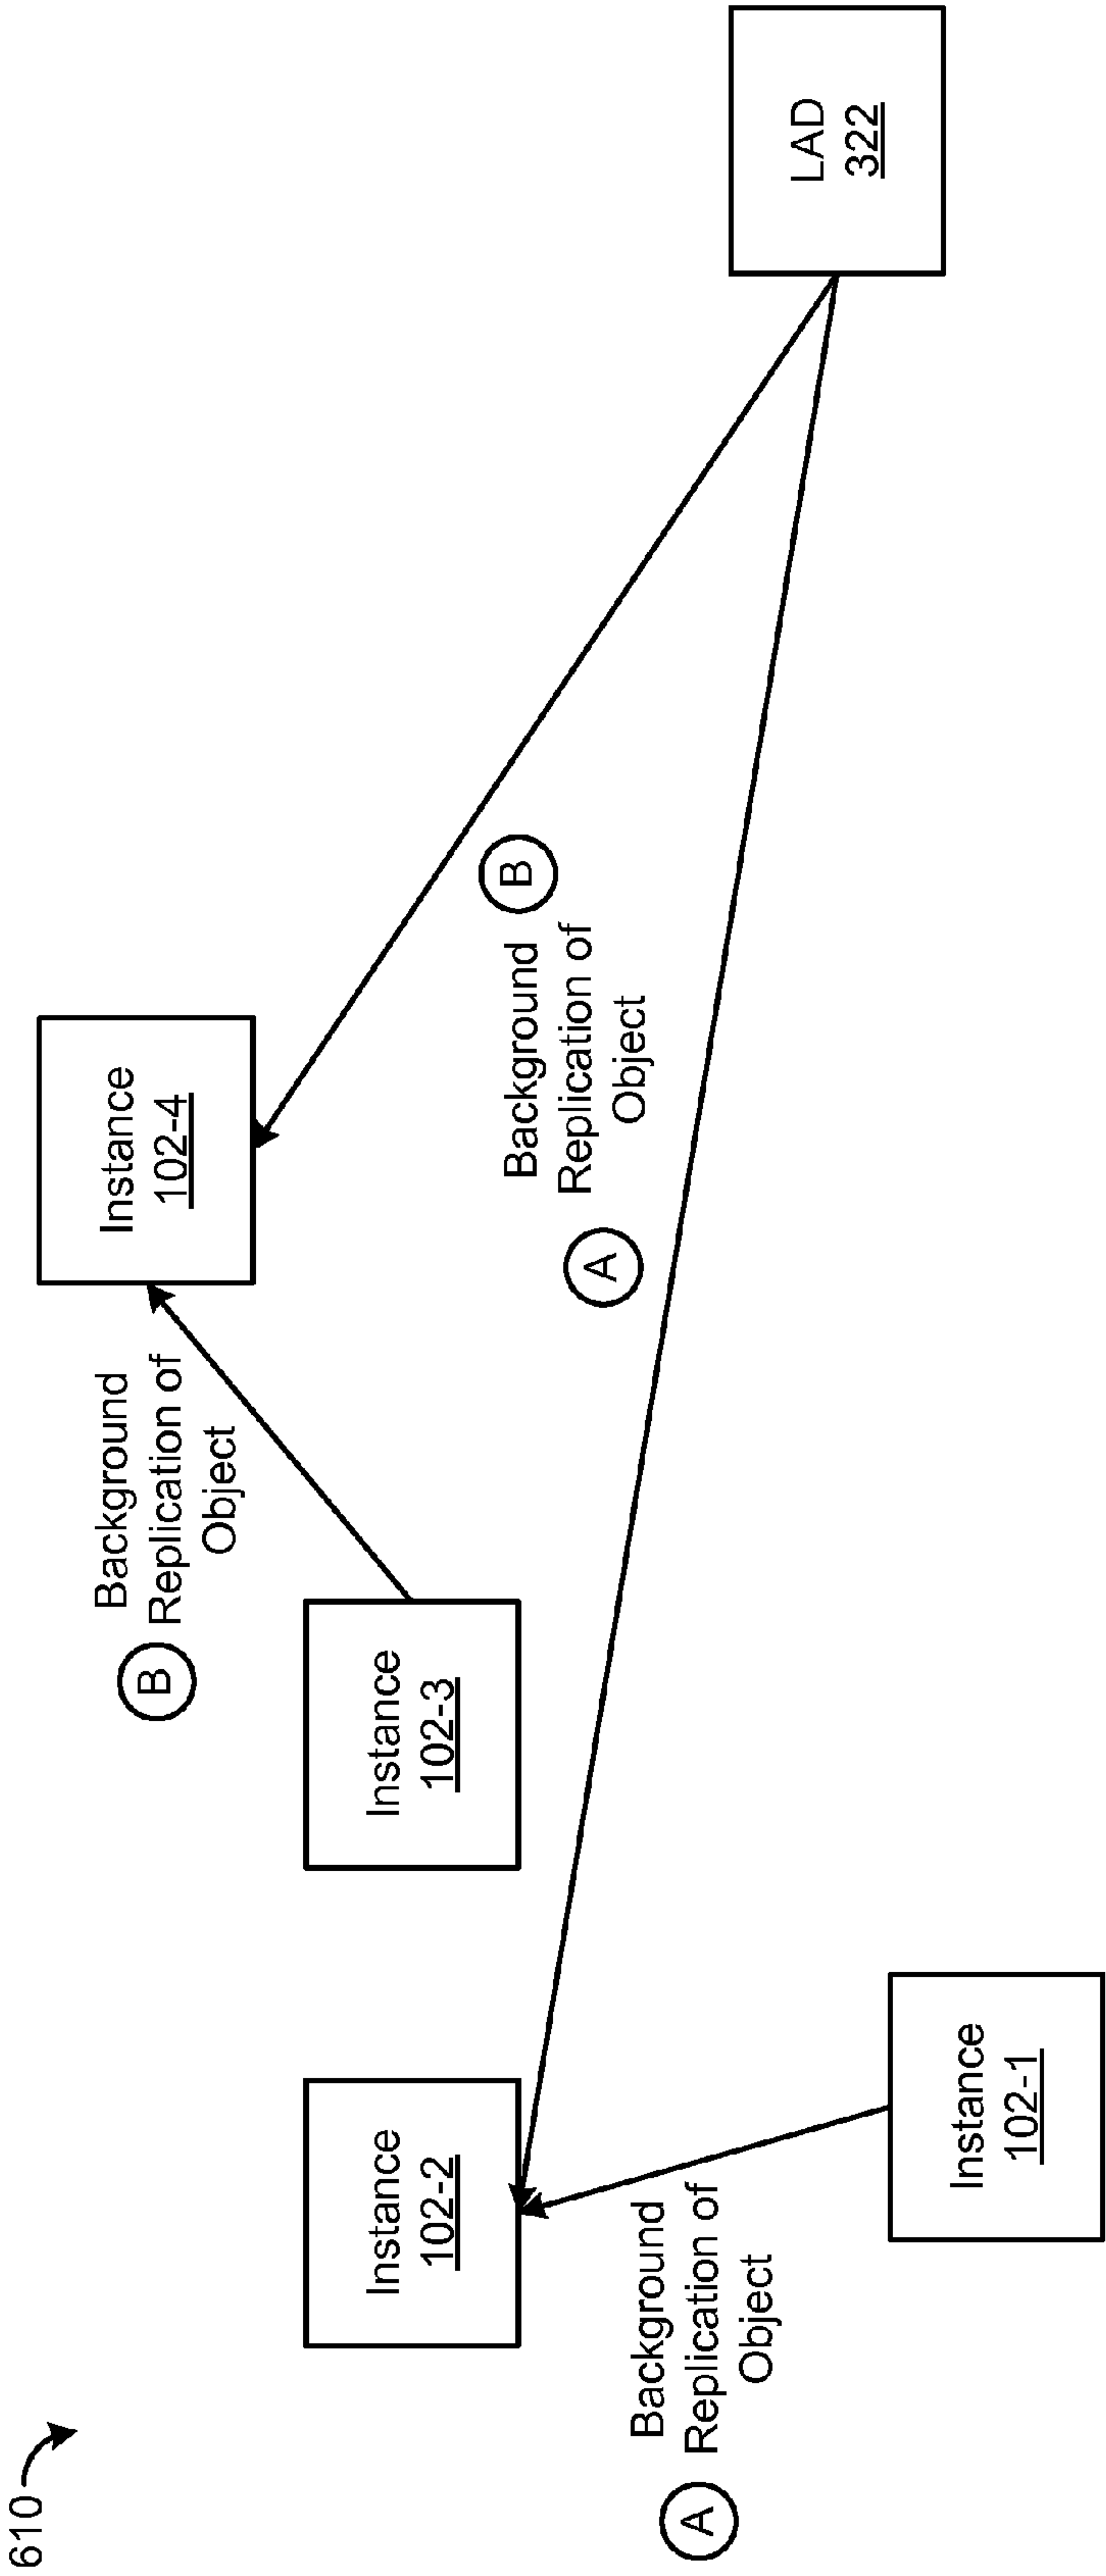 610
Instance
102-4
LAD
322
B
Background
Replication of
Object
Instance
102-3
B
Background
Replication of
Object
A
Instance
102-2
Instance
102-1
A
Background
Replication of
Object